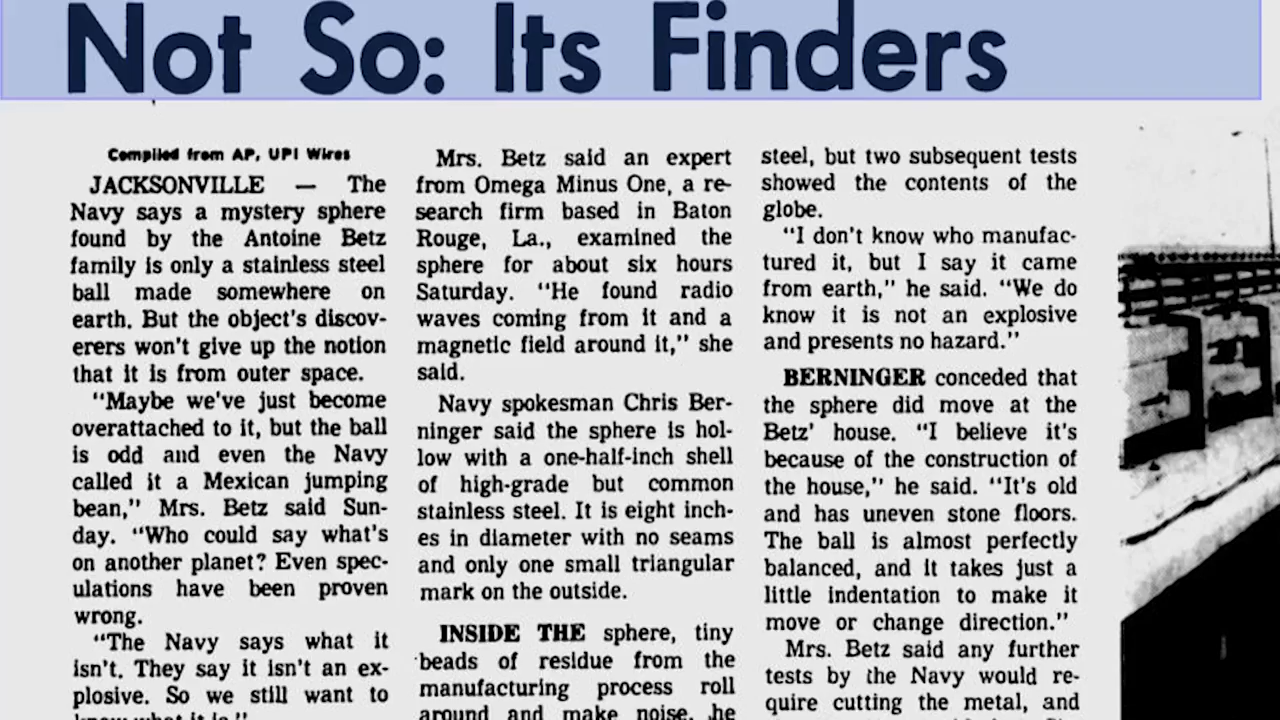 Not So: Its Finders
Compiled from AP, UPI Wires
JACKSONVILLE — The
Navy says a mystery sphere
found by the Antoine Betz
family is only a stainless steel
ball made somewhere on
earth. But the object's discov-
erers won't give up the notion
that it is from outer space.
"Maybe we've just become
overattached to it, but the ball
is odd and even the Navy
called it a Mexican jumping
bean," Mrs. Betz said Sun-
day. "Who could say what's
on another planet? Even spec-
ulations have been proven
wrong.
"The Navy says what it
isn't. They say it isn't an ex-
plosive. So we still want to
know what it is."
Mrs. Betz said an expert
from Omega Minus One, a re-
search firm based in Baton
Rouge, La., examined the
sphere for about six hours
Saturday. "He found radio
waves coming from it and a
magnetic field around it," she
said.
Navy spokesman Chris Ber-
ninger said the sphere is hol-
low with a one-half-inch shell
of high-grade but common
stainless steel. It is eight inch-
es in diameter with no seams
and only one small triangular
mark on the outside.
INSIDE THE sphere, tiny
beads of residue from the
manufacturing process roll
around and make noise, he
steel, but two subsequent tests
showed the contents of the
globe.
"I don't know who manufac-
tured it, but I say it came
from earth," he said. "We do
know it is not an explosive
and presents no hazard."
BERNINGER conceded that
the sphere did move at the
Betz' house. "I believe it's
because of the construction of
the house," he said. "It's old
and has uneven stone floors.
The ball is almost perfectly
balanced, and it takes just a
little indentation to make it
move or change direction."
Mrs. Betz said any further
tests by the Navy would re-
quire cutting the metal, and